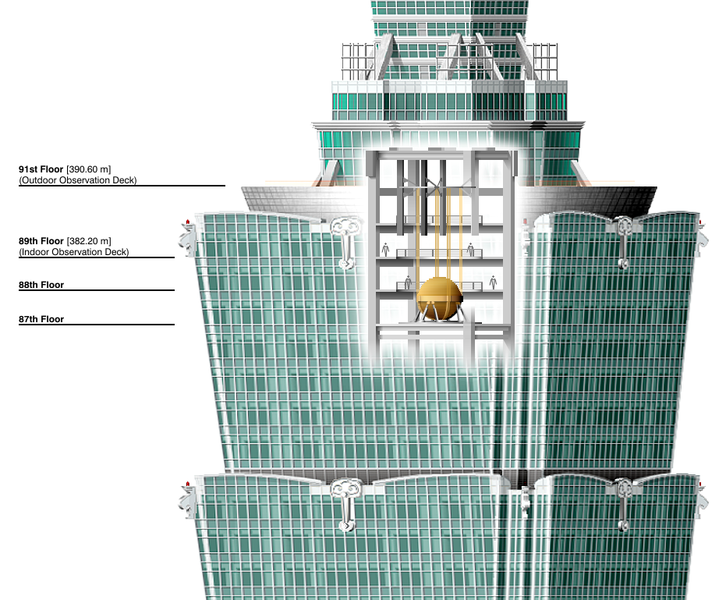 91st Floor [390.60 m]
(Outdoor Observation Deck)
89th Floor [382.20 m]
(Indoor Observation Deck)
88th Floor
87th Floor